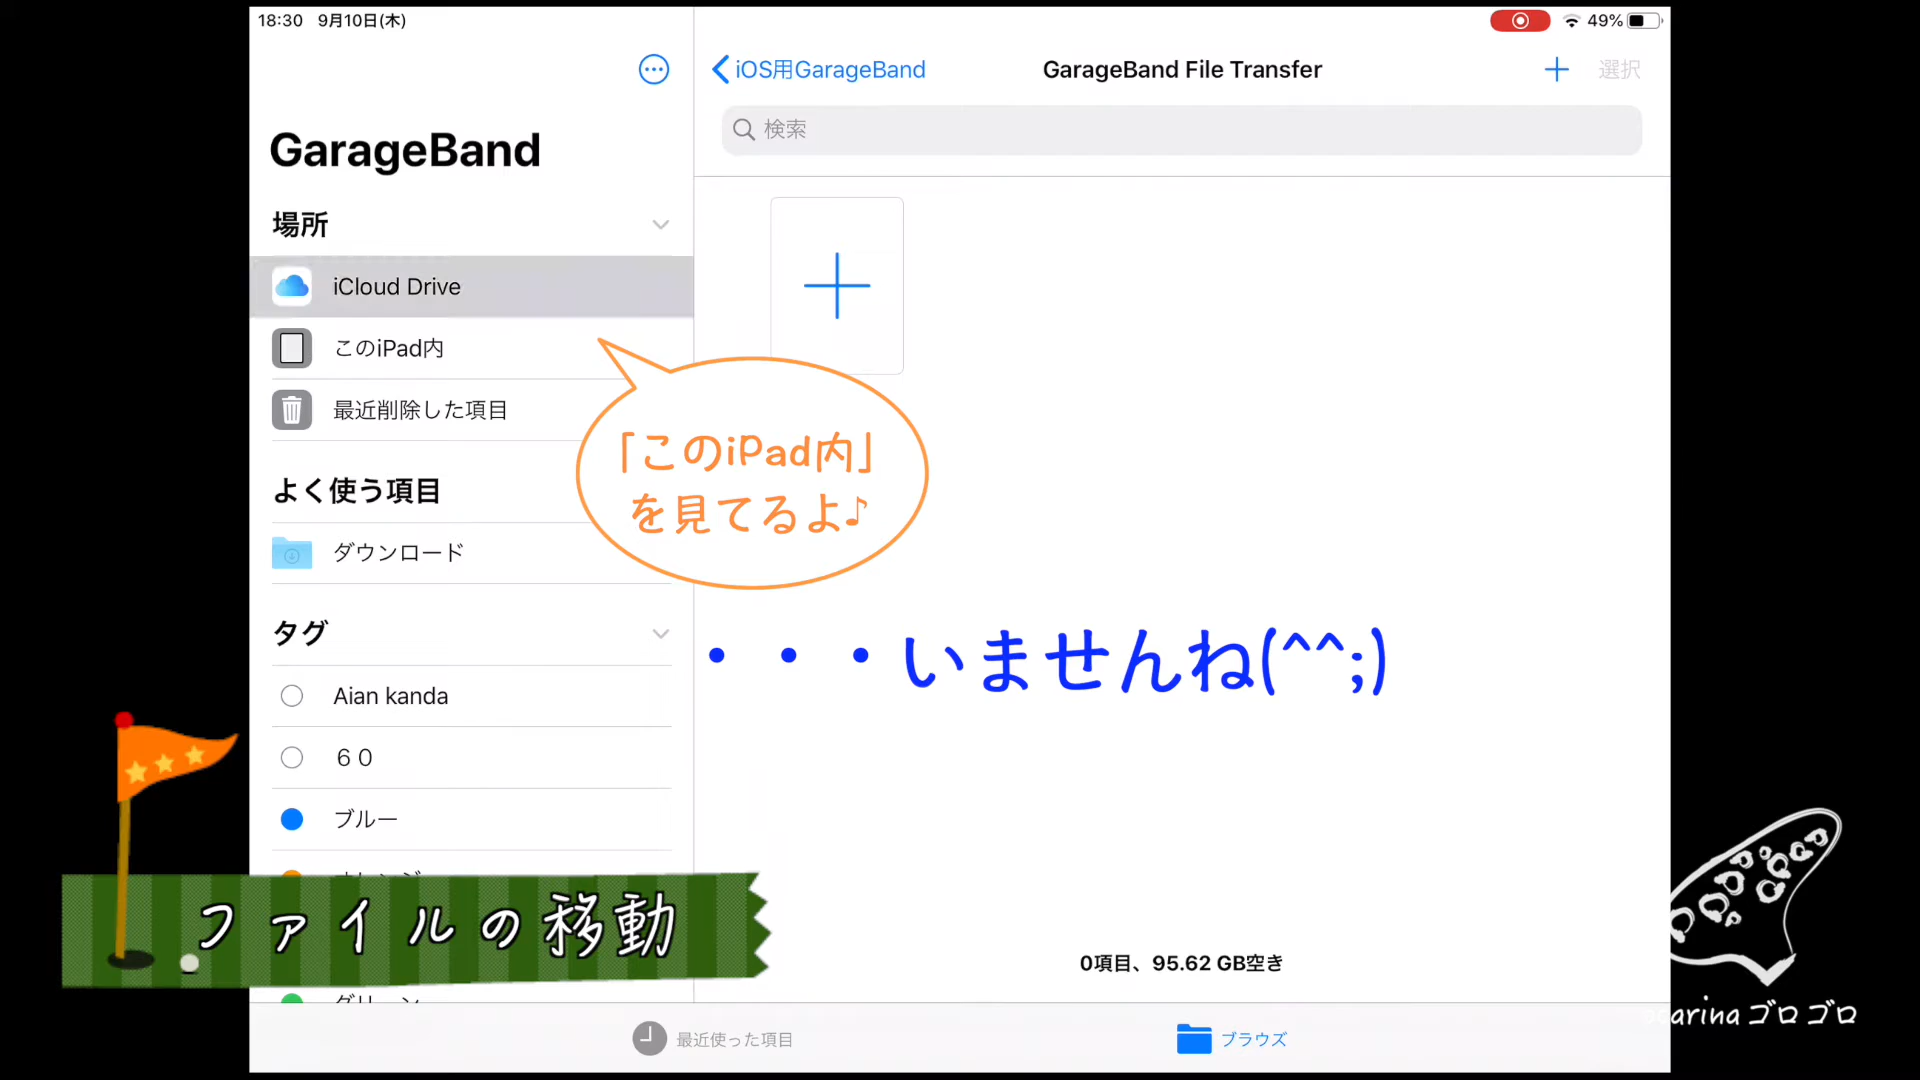 18:30 9月10日(木)
49%
iOS用GarageBand
GarageBand File Transfer
選択
検索
GarageBand
場所
iCloud Drive
このiPad内
最近削除した項目
よく使う項目
ダウンロード
タグ
Aian kanda
６０
ブルー
「このiPad内」
を見てるよ♪
・・・いませんね(^^;)
ファイルの移動
0項目、95.62 GB空き
最近使った項目
ブラウズ
ゴロゴロ